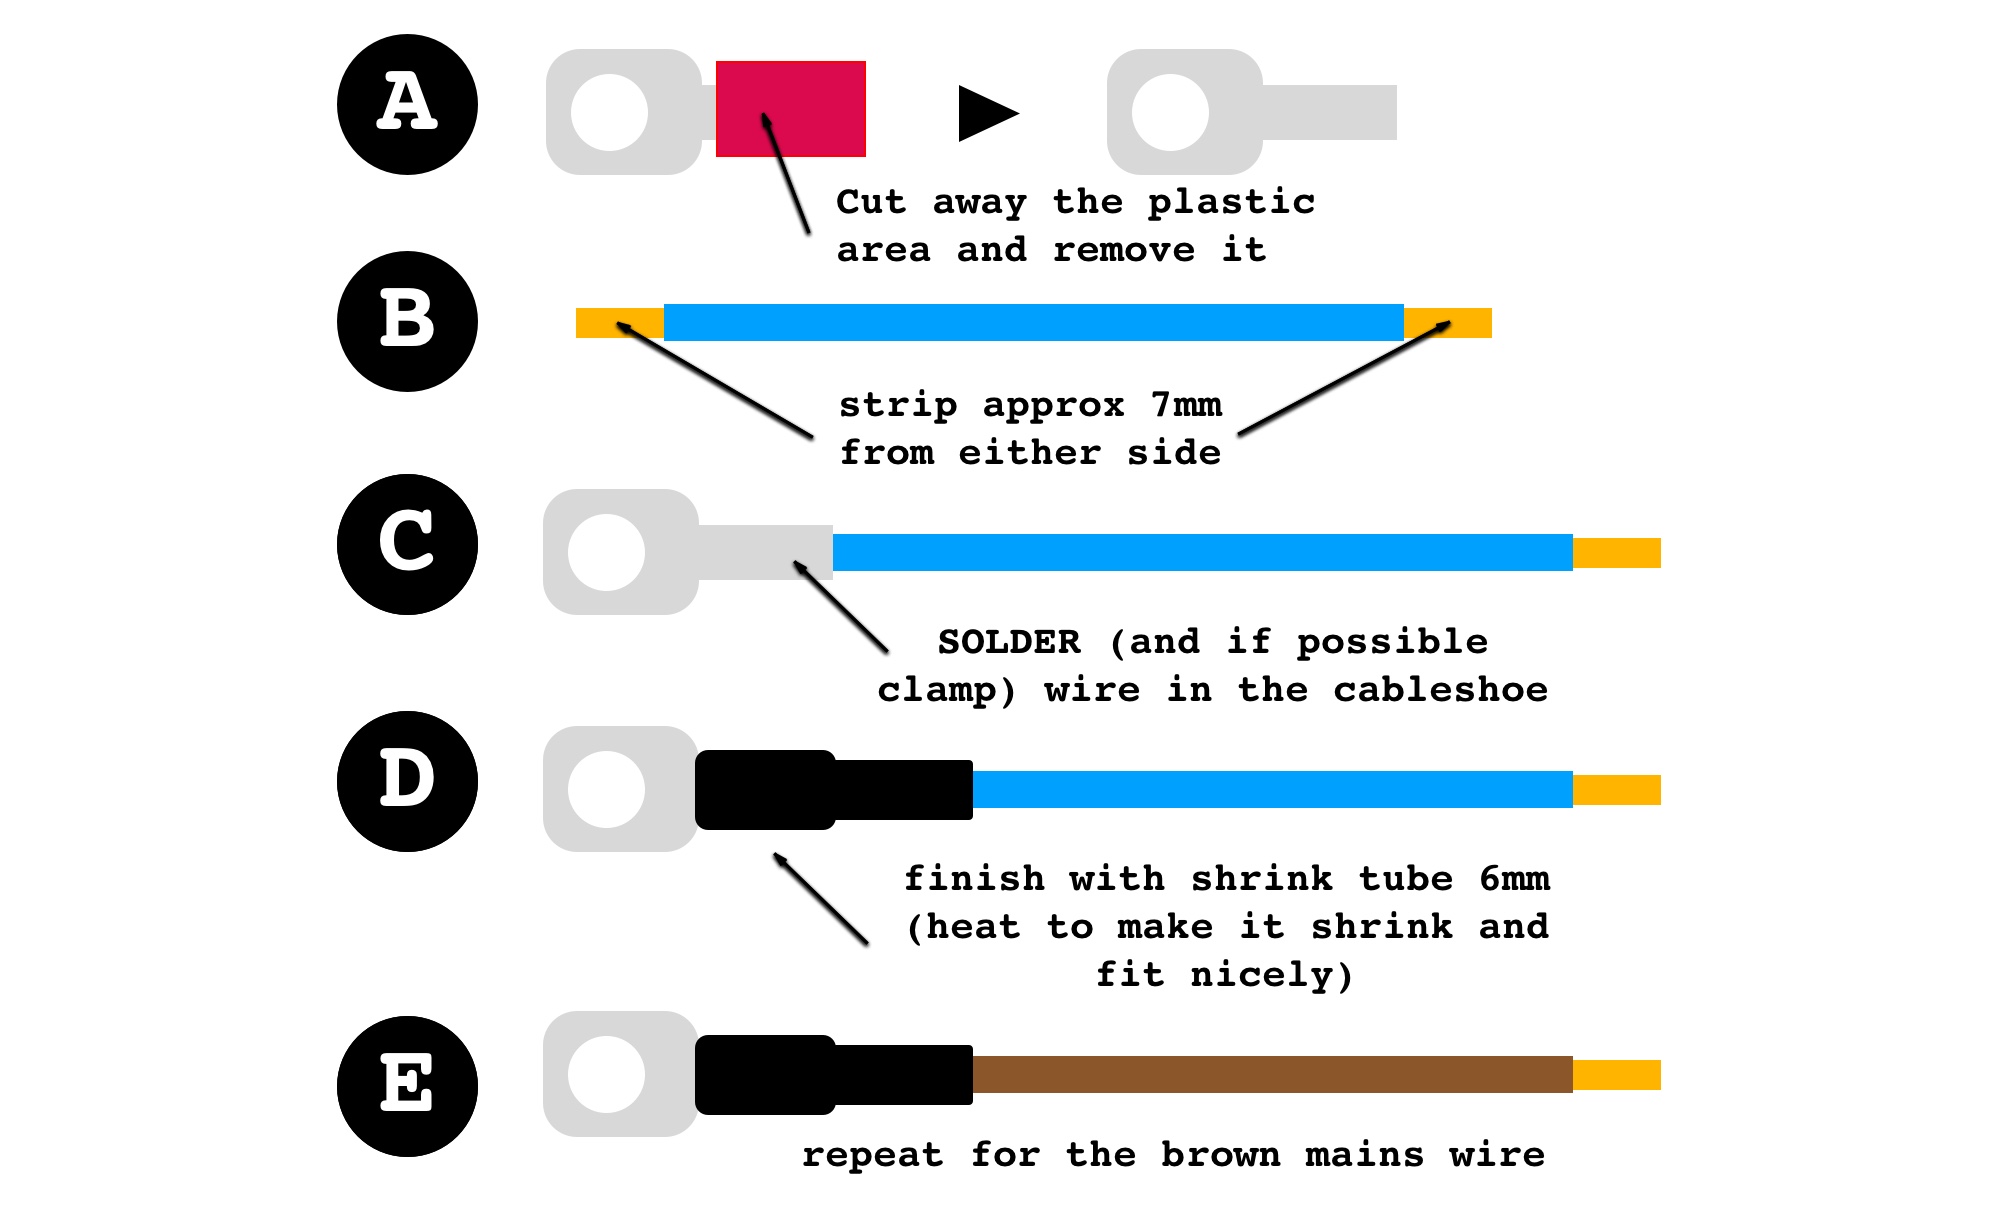 A
Cut away the plastic
area and remove it
B
strip approx 7mm
from either side
C
SOLDER (and if possible
clamp) wire in the cableshoe
D
finish with shrink tube 6mm
(heat to make it shrink and
fit nicely)
E
repeat for the brown mains wire